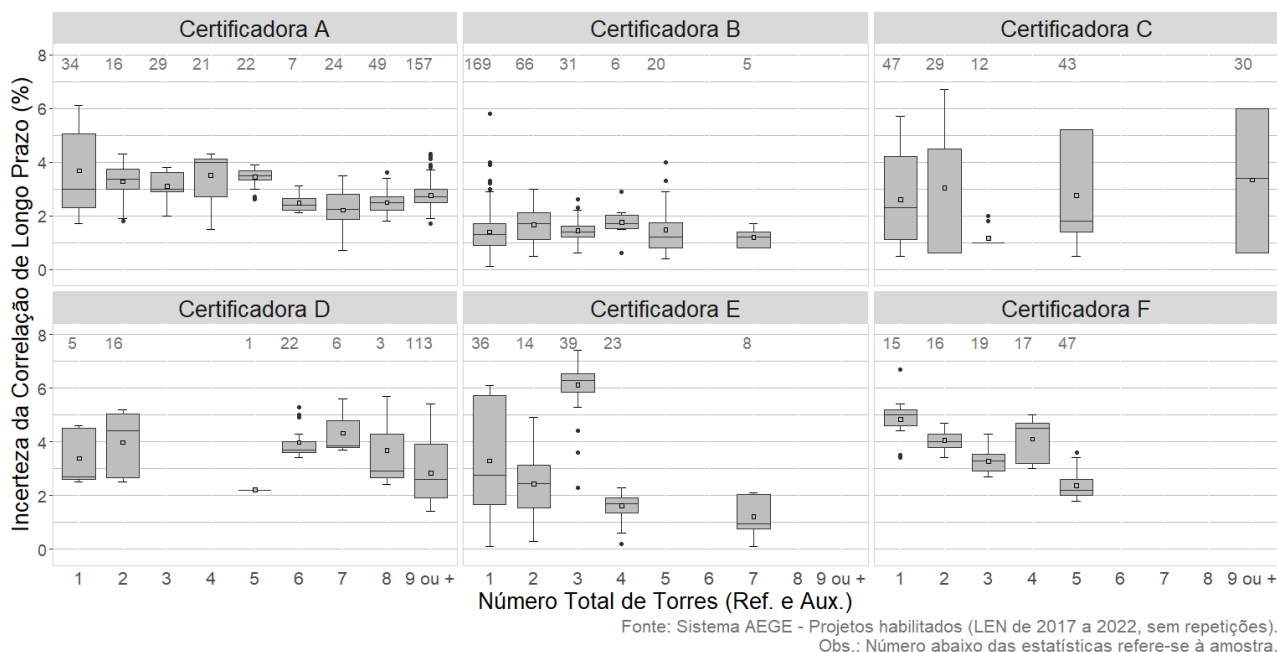 Certificadora A
Certificadora B
Certificadora C
34 16 29 21 22 7 24 49 157
169 66 31 6 20 5
47 29 12 43 30
8
6
4
2
0
Certificadora D
Certificadora E
Certificadora F
5 16 1 22 6 3 113
36 14 39 23 8
15 16 19 17 47
8
6
4
2
0
Incerteza da Correlação de Longo Prazo (%)
1 2 3 4 5 6 7 8 9 ou +
1 2 3 4 5 6 7 8 9 ou +
1 2 3 4 5 6 7 8 9 ou +
Número Total de Torres (Ref. e Aux.)
Fonte: Sistema AEGE - Projetos habilitados (LEN de 2017 a 2022, sem repetições).
Obs.: Número abaixo das estatísticas refere-se à amostra.